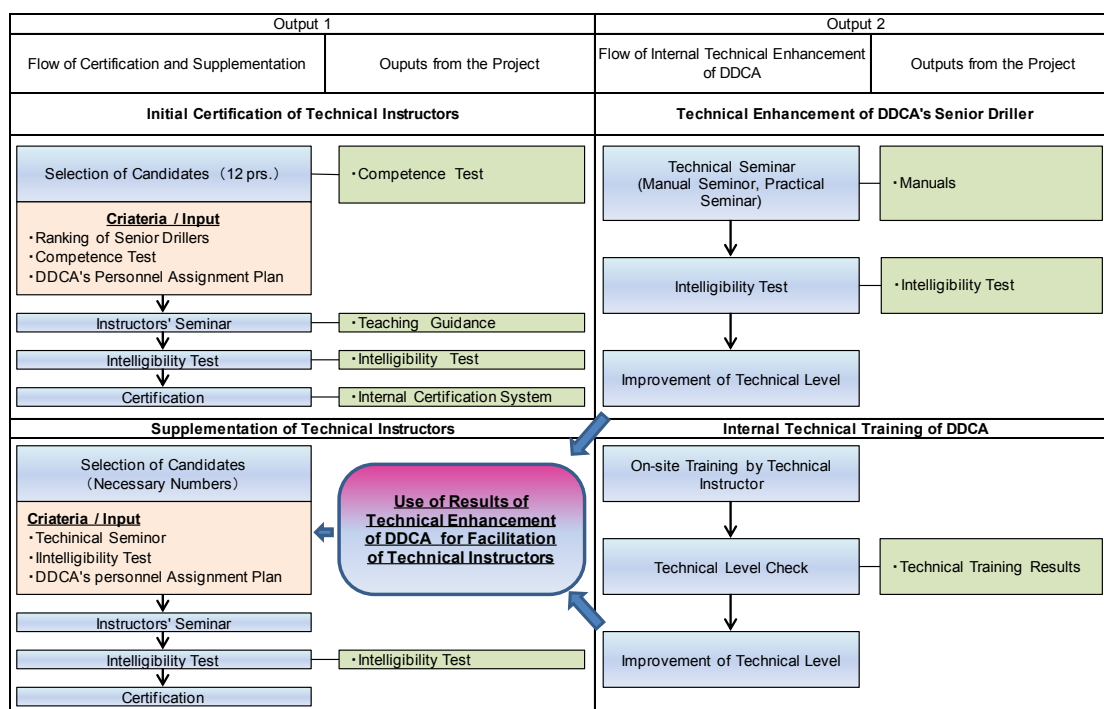 Output 1
Output 2
Flow of Certification and Supplementation
Ouputs from the Project
Flow of Internal Technical Enhancement
of DDCA
Outputs from the Project
Initial Certification of Technical Instructors
Technical Enhancement of DDCA's Senior Driller
Selection of Candidates （12 prs.）
・Competence Test
Criateria / Input
・Ranking of Senior Drillers
・Competence Test
・DDCA's Personnel Assignment Plan
Instructors' Seminar
・Teaching Guidance
Intelligibility Test
・Intelligibility Test
Certification
・Internal Certification System
Technical Seminar
(Manual Seminor, Practical
Seminar)
・Manuals
Intelligibility Test
・Intelligibility Test
Improvement of Technical Level
Supplementation of Technical Instructors
Internal Technical Training of DDCA
Selection of Candidates
（Necessary Numbers）
Criateria / Input
・Techinical Seminor
・IIntelligibility Test
・DDCA's personnel Assignment Plan
Instructors' Seminar
Intelligibility Test
・Intelligibility Test
Certification
Use of Results of
Technical Enhancement
of DDCA for Facilitation
of Technical Instructors
On-site Training by Technical
Instructor
Technical Level Check
・Technical Training Results
Improvement of Technical Level